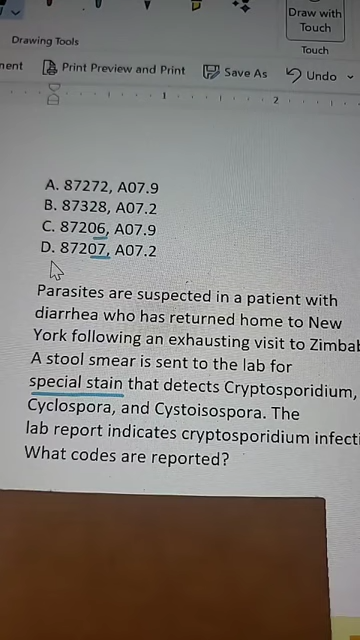 Draw with
Touch
Drawing Tools
Touch
Print Preview and Print
Save As
Undo
1
2
A. 87272, A07.9
B. 87328, A07.2
C. 87206, A07.9
D. 87207, A07.2
Parasites are suspected in a patient with
diarrhea who has returned home to New
York following an exhausting visit to
A stool smear is sent to the lab for
special stain that detects Cryptosporidium,
Cyclospora, and Cystoisospora. The
lab report indicates cryptosporidium
What codes are reported?